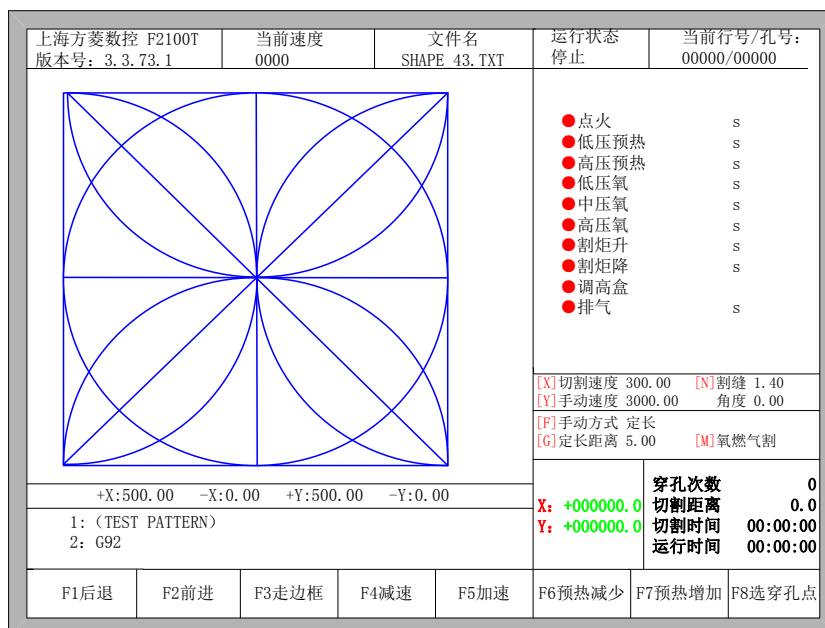 上海方菱数控 F2100T 当前速度 文件名 运行状态 当前行号/孔号:
版本号: 3.3.73.1 0000 SHAPE 43.TXT 停止 00000/00000
点火 s
低压预热 s
高压预热 s
低压氧 s
中压氧 s
高压氧 s
割炬升 s
割炬降 s
调高盒
排气 s
[X]切割速度 300.00 [N]割缝 1.40
[Y]手动速度 3000.00 角度 0.00
[F]手动方式 定长
[G]定长距离 5.00 [M]氧燃气割
+X:500.00 -X:0.00 +Y:500.00 -Y:0.00
1: (TEST PATTERN)
2: G92
X: +000000.0
Y: +000000.0
穿孔次数 0
切割距离 0.0
切割时间 00:00:00
运行时间 00:00:00
F1后退 F2前进 F3走边框 F4减速 F5加速 F6预热减少 F7预热增加 F8选穿孔点